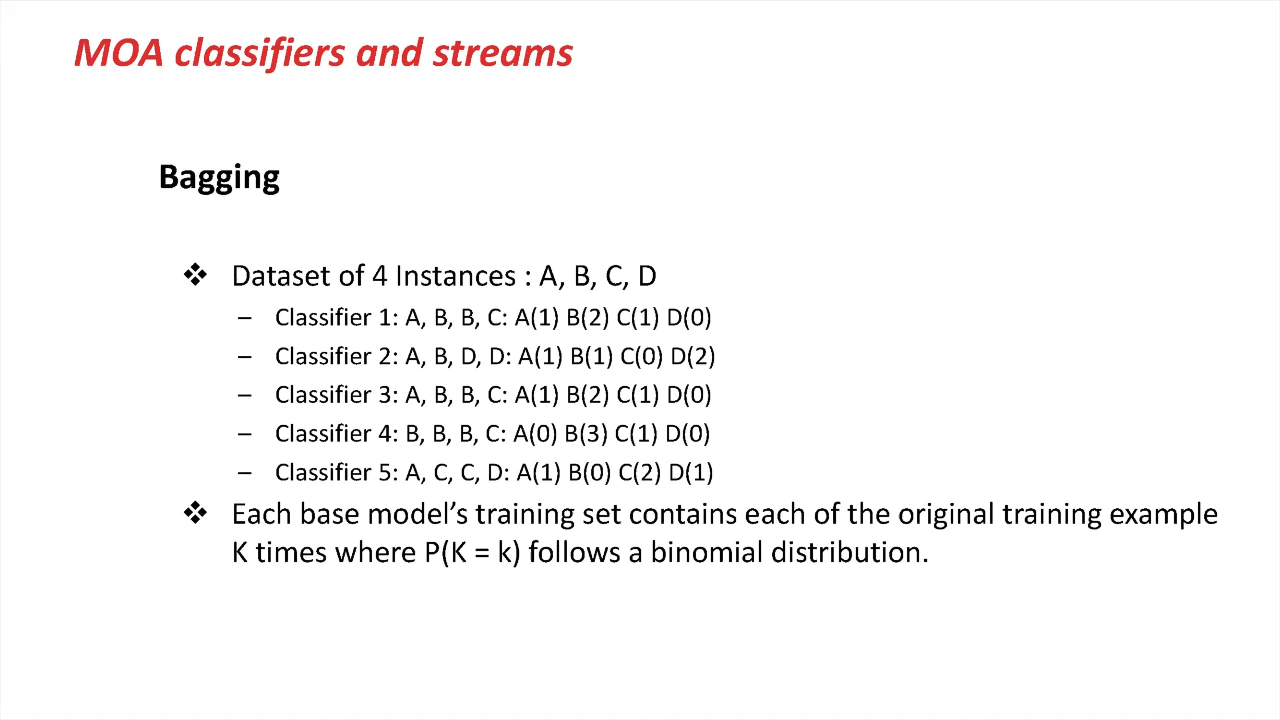 MOA classifiers and streams
Bagging
❖ Dataset of 4 Instances : A, B, C, D
– Classifier 1: A, B, B, C: A(1) B(2) C(1) D(0)
– Classifier 2: A, B, D, D: A(1) B(1) C(0) D(2)
– Classifier 3: A, B, B, C: A(1) B(2) C(1) D(0)
– Classifier 4: B, B, B, C: A(0) B(3) C(1) D(0)
– Classifier 5: A, C, C, D: A(1) B(0) C(2) D(1)
❖ Each base model’s training set contains each of the original training example
K times where P(K = k) follows a binomial distribution.